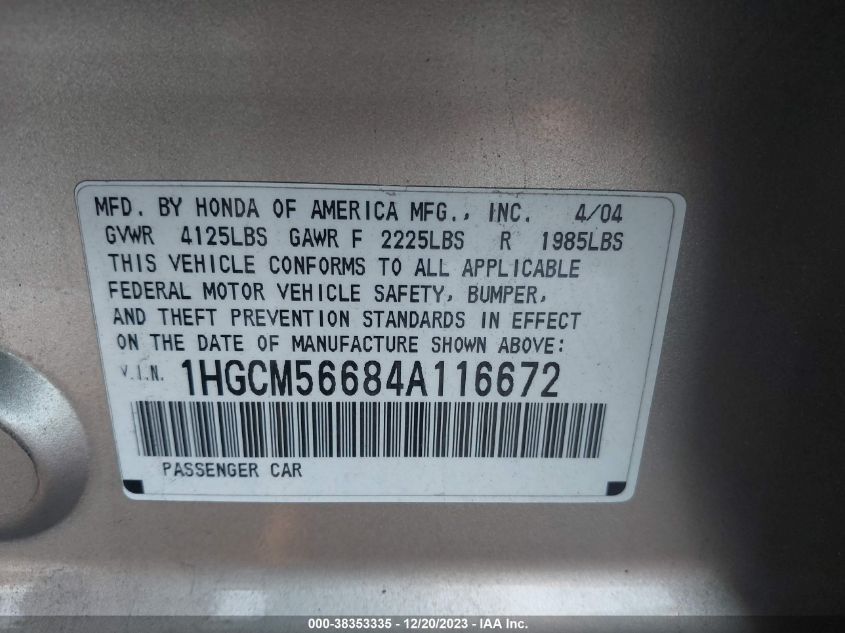 MFD. BY HONDA OF AMERICA MFG., INC. 4/04
GVWR 4125LBS GAWR F 2225LBS R 1985LBS
THIS VEHICLE CONFORMS TO ALL APPLICABLE
FEDERAL MOTOR VEHICLE SAFETY, BUMPER,
AND THEFT PREVENTION STANDARDS IN EFFECT
ON THE DATE OF MANUFACTURE SHOWN ABOVE:
V.I.N. 1HGCM56684A116672
PASSENGER CAR
000-38353335 - 12/20/2023 - IAA Inc.